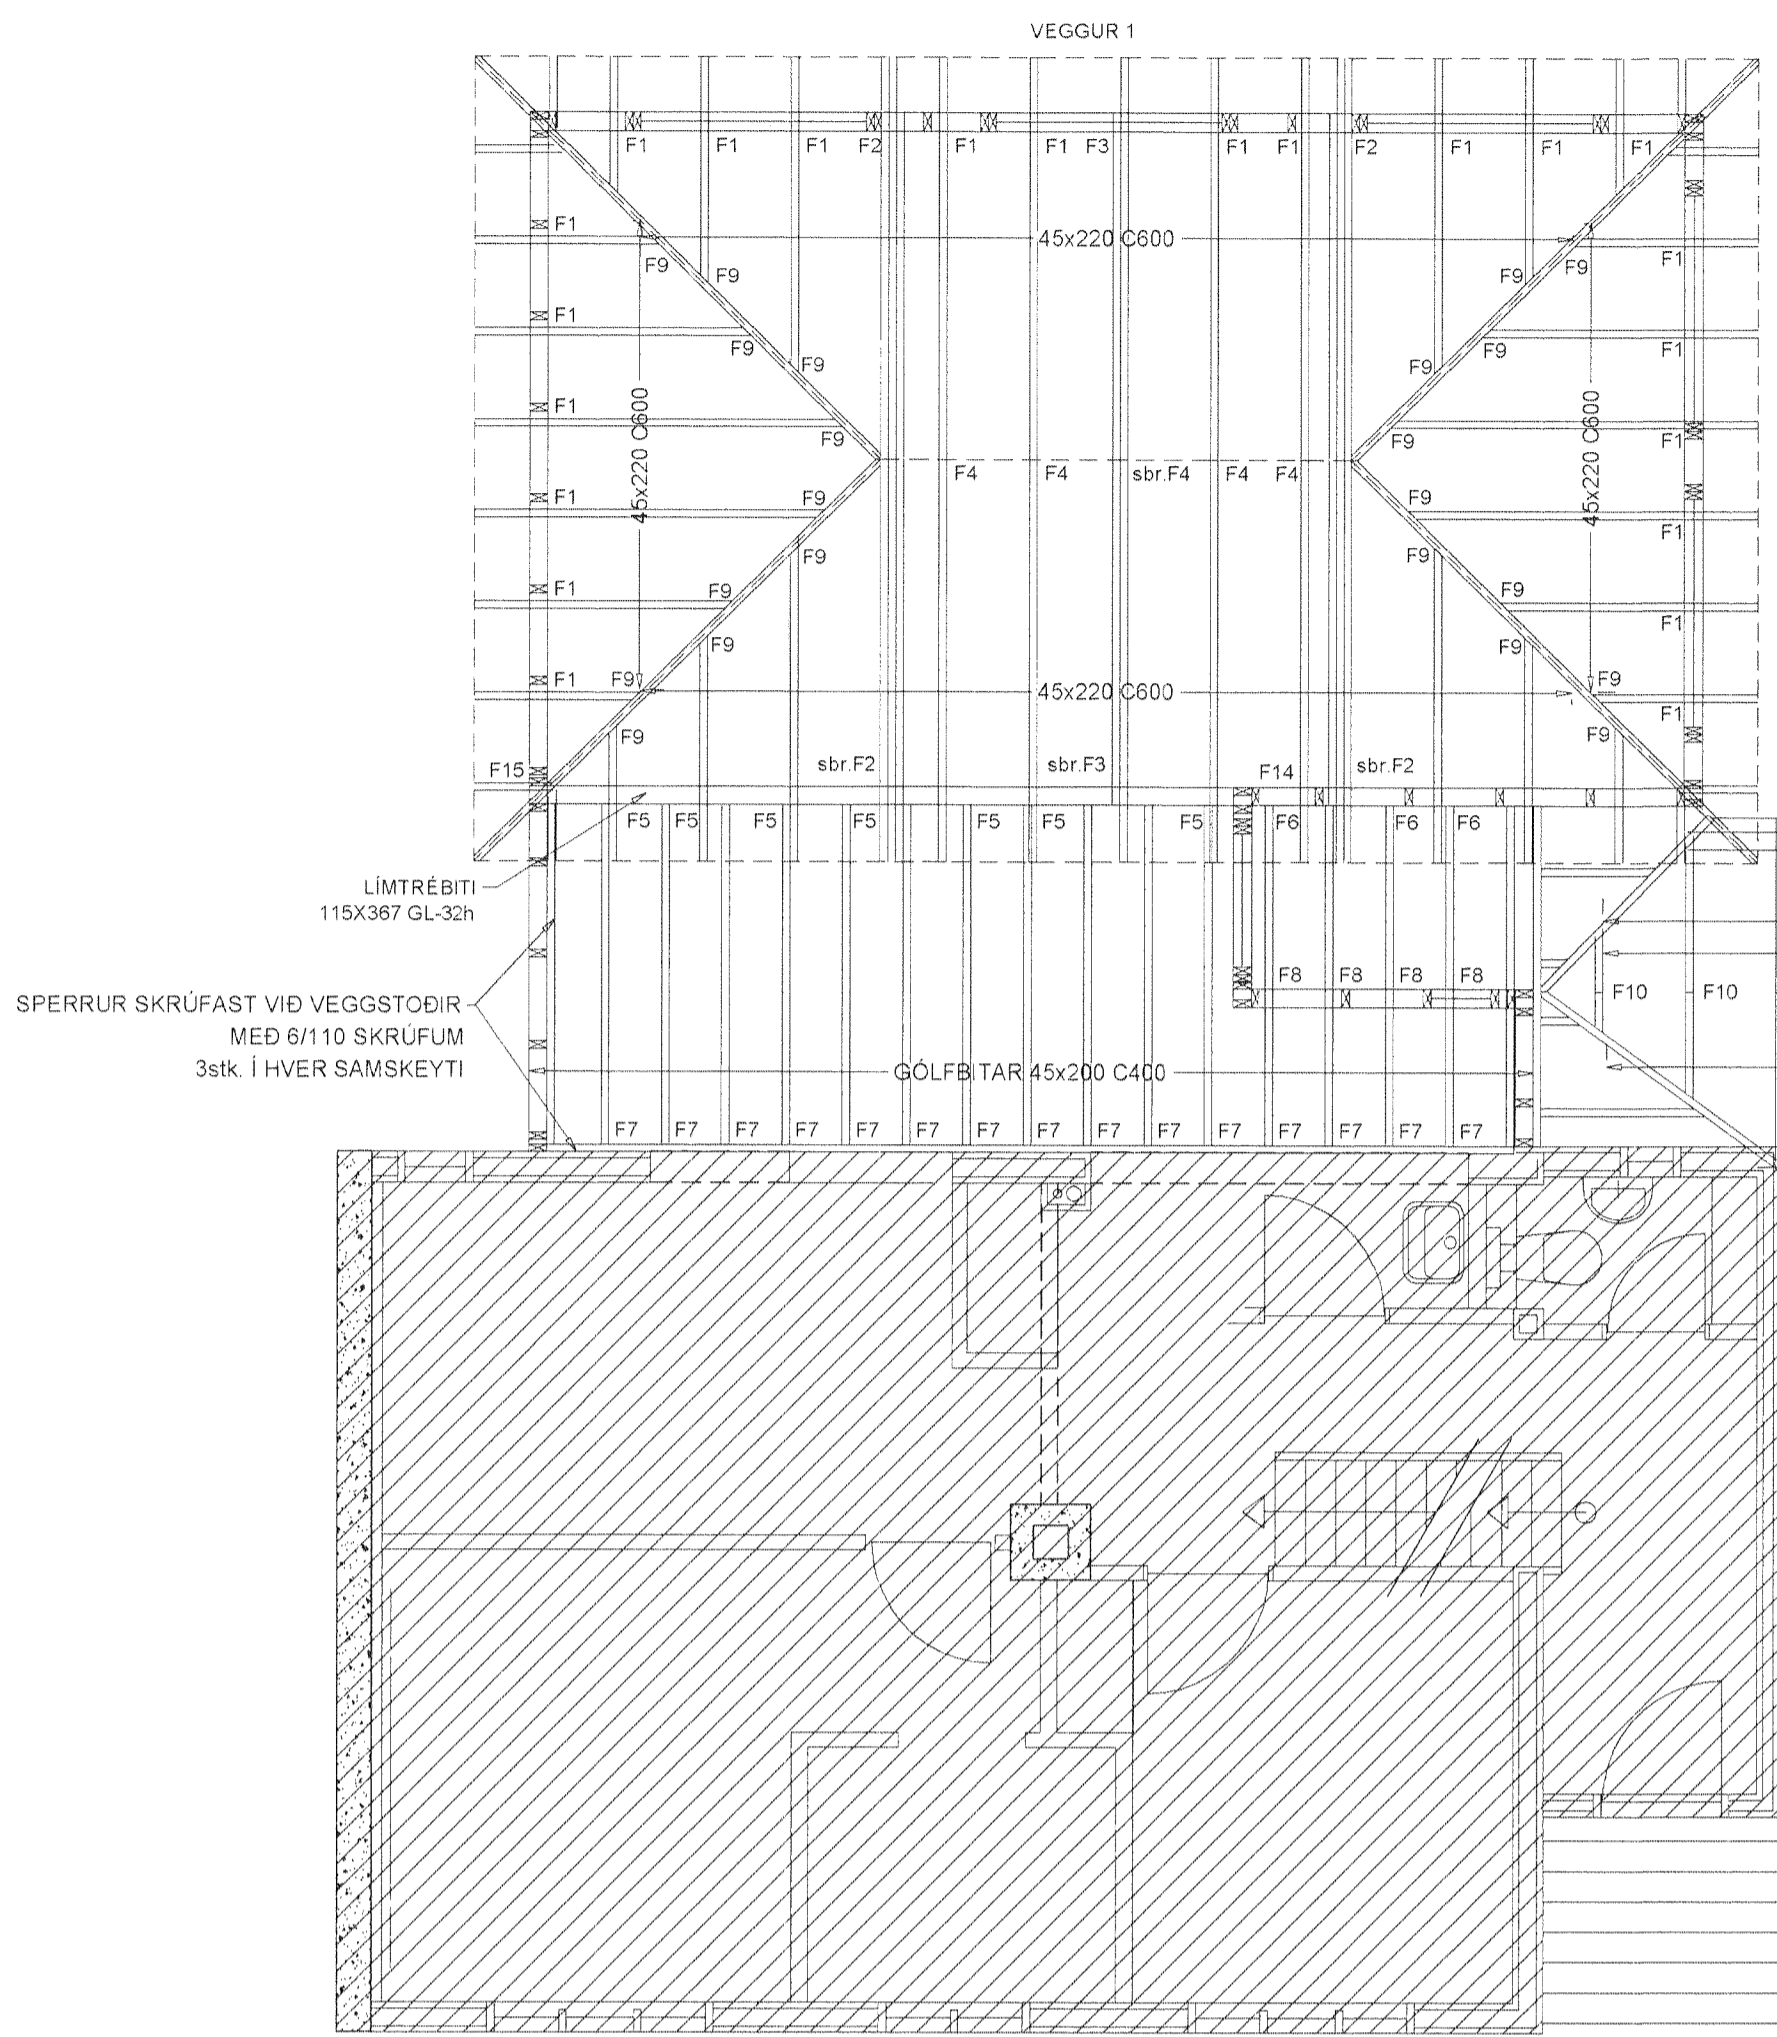 VEGGUR 1
F1 F1 F1 F2 F1 F1 F3 F1 F1 F2 F1 F1 F1
F1
45x220 C600
F1
F9 F9 F9 F9
F1
F9 F9 F9 F1
F9 F9
F1
45x220 C600
45x220 C600
F9 F9 F1
F4 F4 sbr.F4 F4 F4
F1 F9 F9
F1
F9 F9
F1 F9 F9
F1
F9 F9
F1 F9 F9
45x220 C600
F1
F9 F9
F15 sbr.F2 sbr.F3 F14 sbr.F2
F5 F5 F5 F5 F5 F5 F5 F6 F6 F6
LÍMTRÉBITI
115X367 GL-32h
F8 F8 F8 F8
F10 F10
SPERRUR SKRÚFAST VIÐ VEGGSTOÐIR
MEÐ 6/110 SKRÚFUM
3stk. Í HVER SAMSKEYTI
GÓLFBITAR 45x200 C400
F7 F7 F7 F7 F7 F7 F7 F7 F7 F7 F7 F7 F7 F7 F7